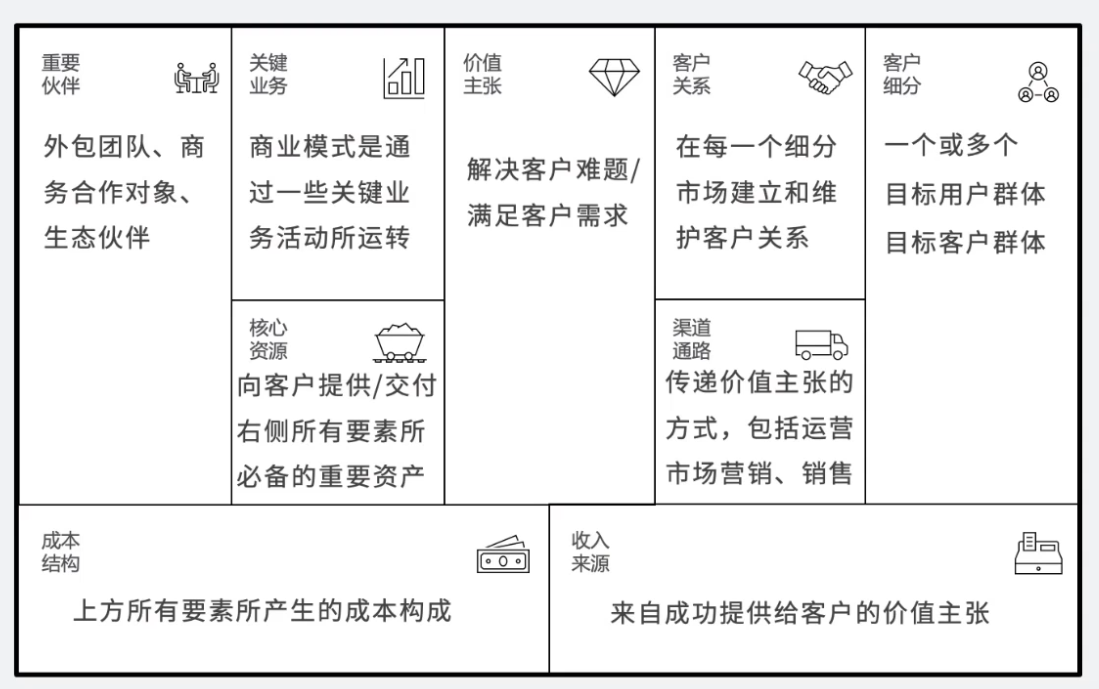 重要
伙伴
外包团队、商
务合作对象、
生态伙伴
关键
业务
商业模式是通
过一些关键业
务活动所运转
核心
资源
向客户提供/交付
右侧所有要素所
必备的重要资产
价值
主张
解决客户难题/
满足客户需求
客户
关系
在每一个细分
市场建立和维
护客户关系
渠道
通路
传递价值主张的
方式，包括运营
市场营销、销售
客户
细分
一个或多个
目标用户群体
目标客户群体
成本
结构
上方所有要素所产生的成本构成
收入
来源
来自成功提供给客户的价值主张